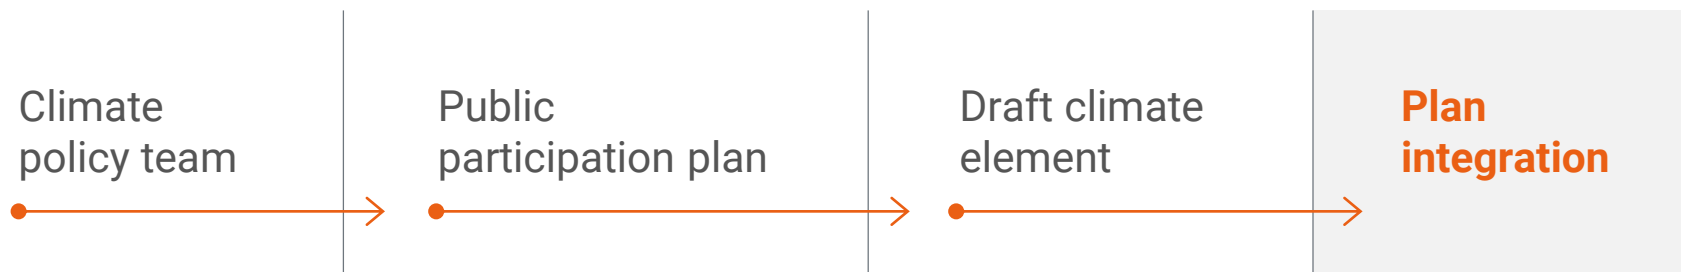 Climate
policy team
Public
participation plan
Draft climate
element
Plan
integration